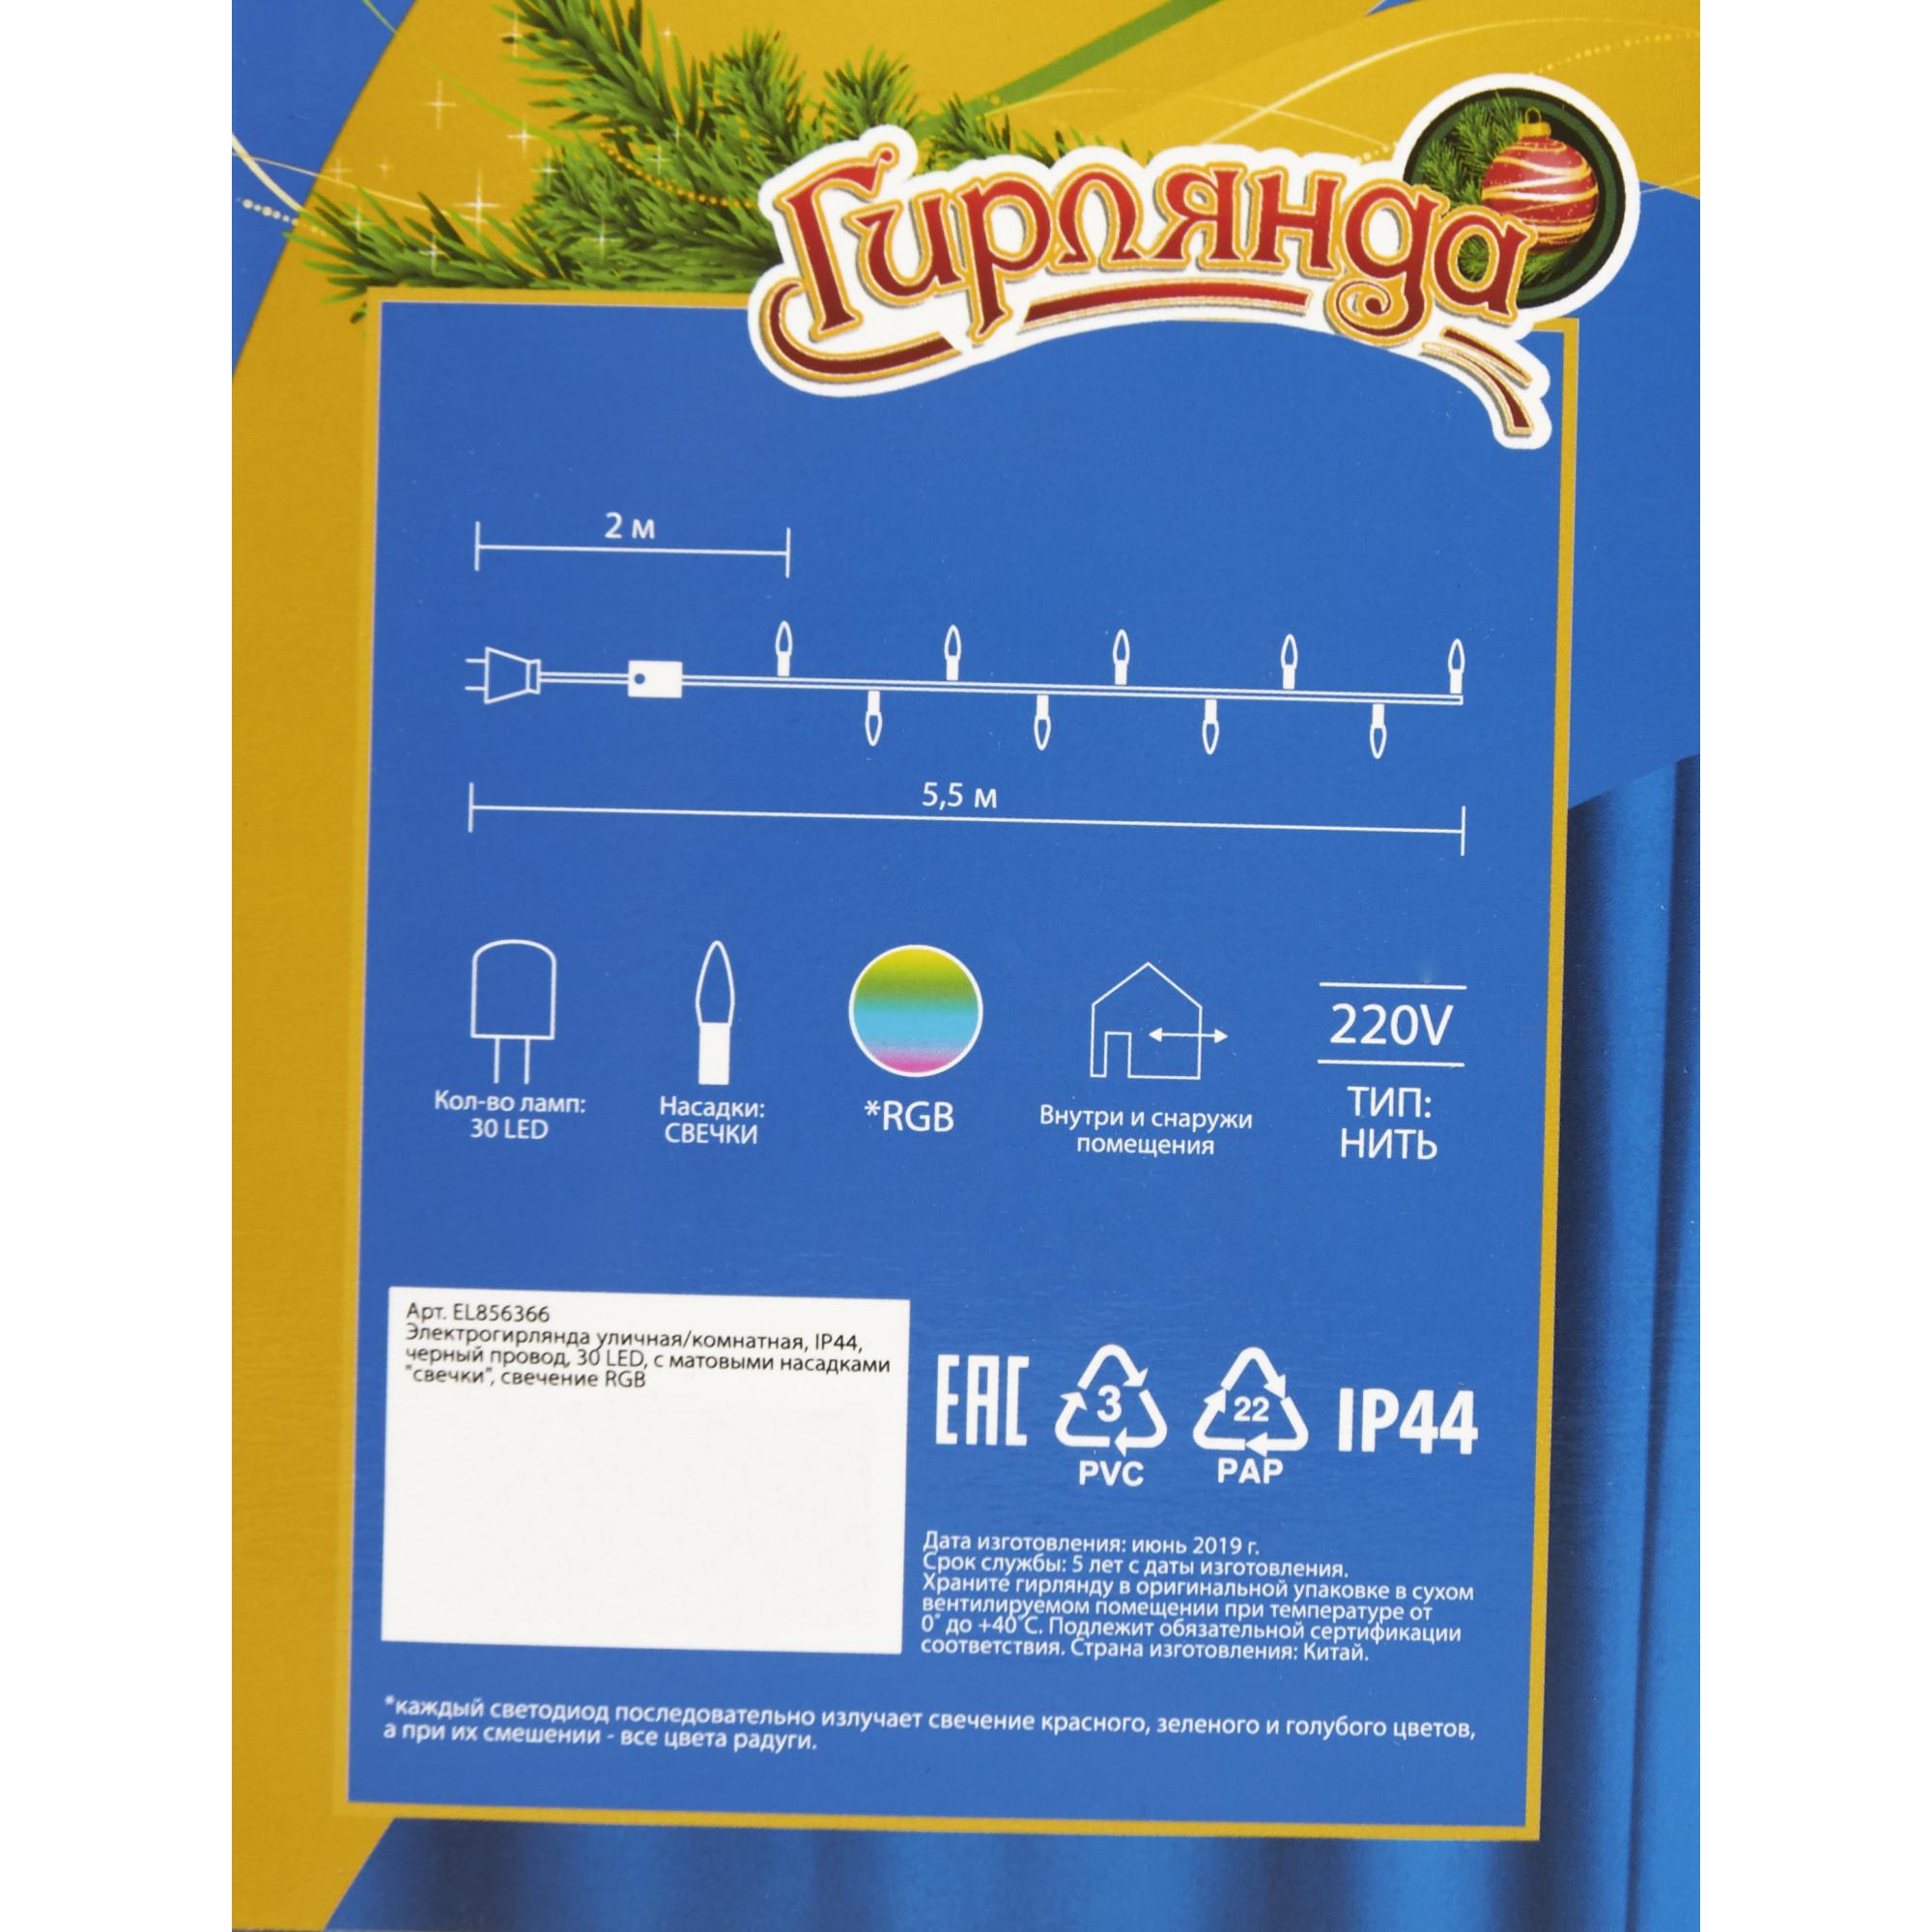 Гирлянда
2 м
5,5 м
Кол-во ламп:
30 LED
Насадки:
СВЕЧКИ
*RGB
Внутри и снаружи
помещения
220V
ТИП:
НИТЬ
Арт. EL856366
Электрогирлянда уличная/комнатная, IP44,
черный провод, 30 LED, с матовыми насадками
"свечки", свечение RGB
EAC
3
PVC
22
PAP
IP44
Дата изготовления: июнь 2019 г.
Срок службы: 5 лет с даты изготовления.
Храните гирлянду в оригинальной упаковке в сухом
вентилируемом помещении при температуре от
0° до +40°С. Подлежит обязательной сертификации
соответствия. Страна изготовления: Китай.
*каждый светодиод последовательно излучает свечение красного, зеленого и голубого цветов,
а при их смешении - все цвета радуги.